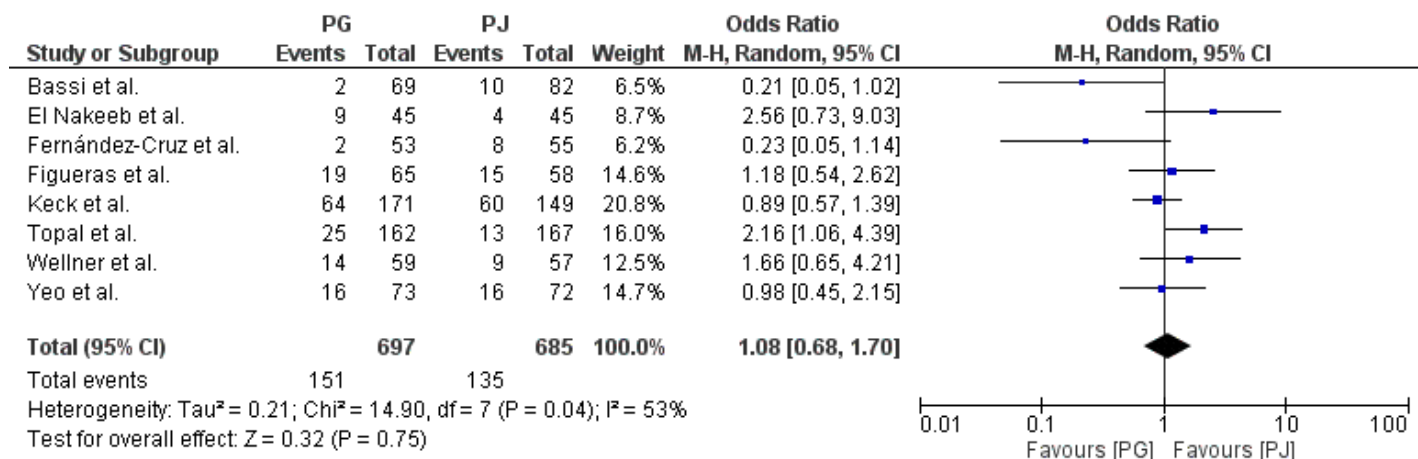 PG PJ Odds Ratio Odds Ratio
Study or Subgroup Events Total Events Total Weight M-H, Random, 95% CI M-H, Random, 95% CI
Bassi et al. 2 69 10 82 6.5% 0.21 [0.05, 1.02]
El Nakeeb et al. 9 45 4 45 8.7% 2.56 [0.73, 9.03]
Fernández-Cruz et al. 2 53 8 55 6.2% 0.23 [0.05, 1.14]
Figueras et al. 19 65 15 58 14.6% 1.18 [0.54, 2.62]
Keck et al. 64 171 60 149 20.8% 0.89 [0.57, 1.39]
Topal et al. 25 162 13 167 16.0% 2.16 [1.06, 4.39]
Wellner et al. 14 59 9 57 12.5% 1.66 [0.65, 4.21]
Yeo et al. 16 73 16 72 14.7% 0.98 [0.45, 2.15]
Total (95% CI) 697 685 100.0% 1.08 [0.68, 1.70]
Total events 151 135
Heterogeneity: Tau² = 0.21; Chi² = 14.90, df = 7 (P = 0.04); I² = 53%
Test for overall effect: Z = 0.32 (P = 0.75)
0.01 0.1 1 10 100
Favours [PG] Favours [PJ]